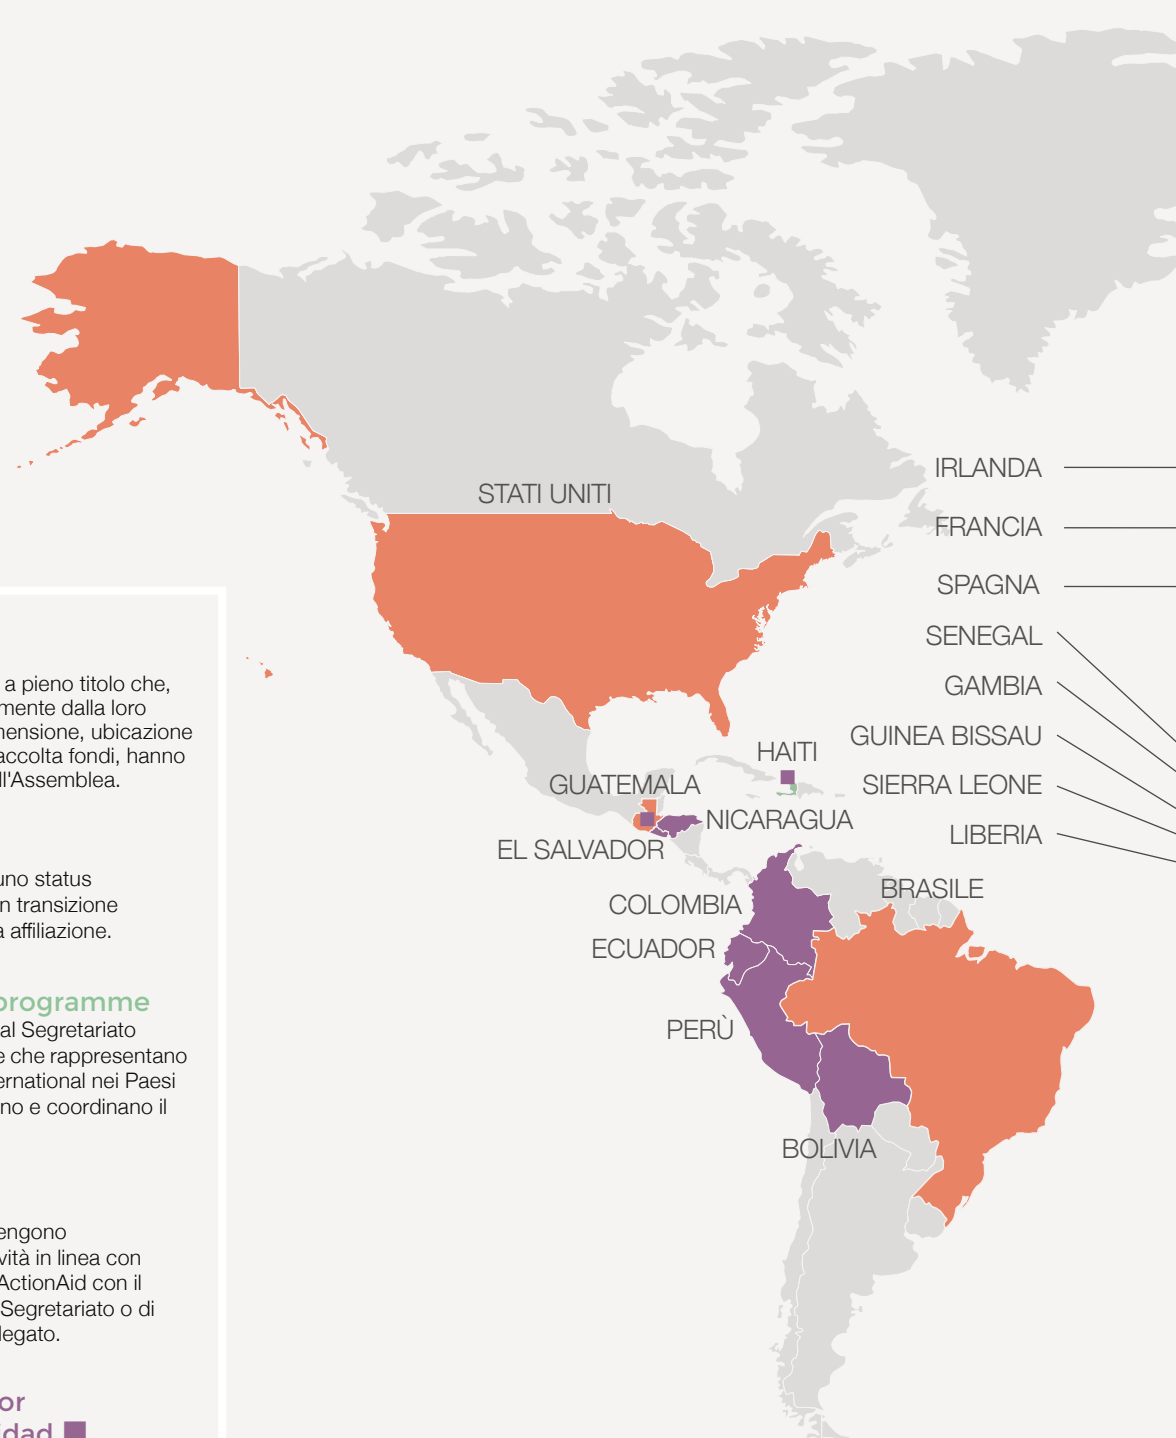 a pieno titolo che,
mente dalla loro
ensione, ubicazione
accolta fondi, hanno
ll'Assemblea.
uno status
n transizione
a affiliazione.
programme
al Segretariato
e che rappresentano
ernational nei Paesi
no e coordinano il
engono
vità in linea con
ActionAid con il
Segretariato o di
legato.
or
idad
STATI UNITI
HAITI
GUATEMALA
NICARAGUA
EL SALVADOR
COLOMBIA
BRASILE
ECUADOR
PERÙ
BOLIVIA
IRLANDA
FRANCIA
SPAGNA
SENEGAL
GAMBIA
GUINEA BISSAU
SIERRA LEONE
LIBERIA